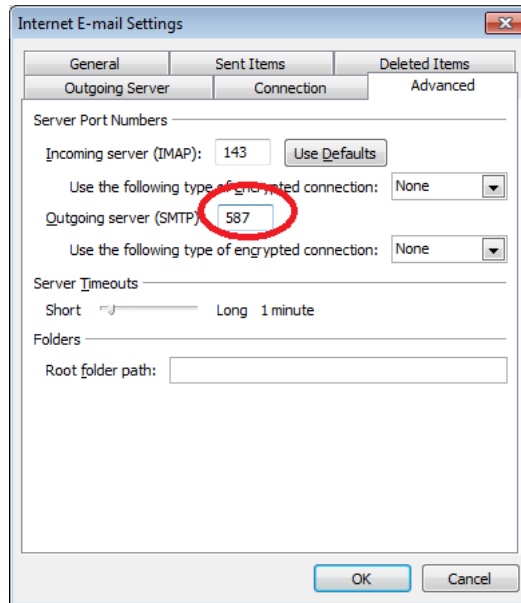 Internet E-mail Settings
General Sent Items Deleted Items
Outgoing Server Connection Advanced
Server Port Numbers
Incoming server (IMAP): 143 Use Defaults
Use the following type of encrypted connection: None
Outgoing server (SMTP): 587
Use the following type of encrypted connection: None
Server Timeouts
Short Long 1 minute
Folders
Root folder path:
OK Cancel